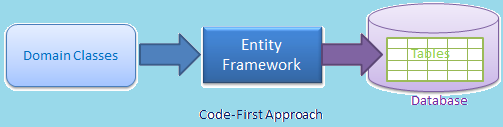 Domain Classes
Entity
Framework
Tables
Database
Code-First Approach